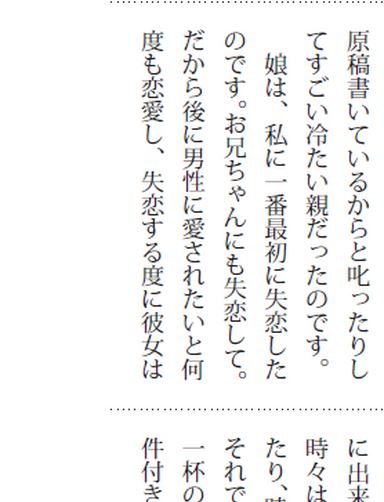 原稿書いているからと叱ったりし
てすごい冷たい親だったのです。
娘は、私に一番最初に失恋した
のです。お兄ちゃんにも失恋して。
だから後に男性に愛されたいと何
度も恋愛し、失恋する度に彼女は
に出来
時々は
たり、
それで
一杯の
件付き